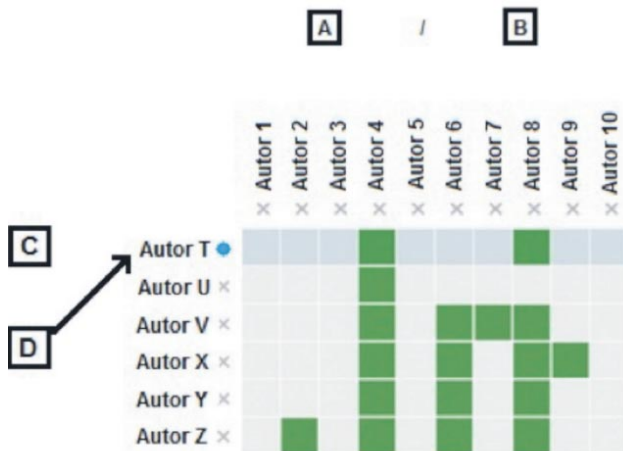 A / B
Autor 1
Autor 2
Autor 3
Autor 4
Autor 5
Autor 6
Autor 7
Autor 8
Autor 9
Autor 10
C
Autor T
Autor U
Autor V
D
Autor X
Autor Y
Autor Z